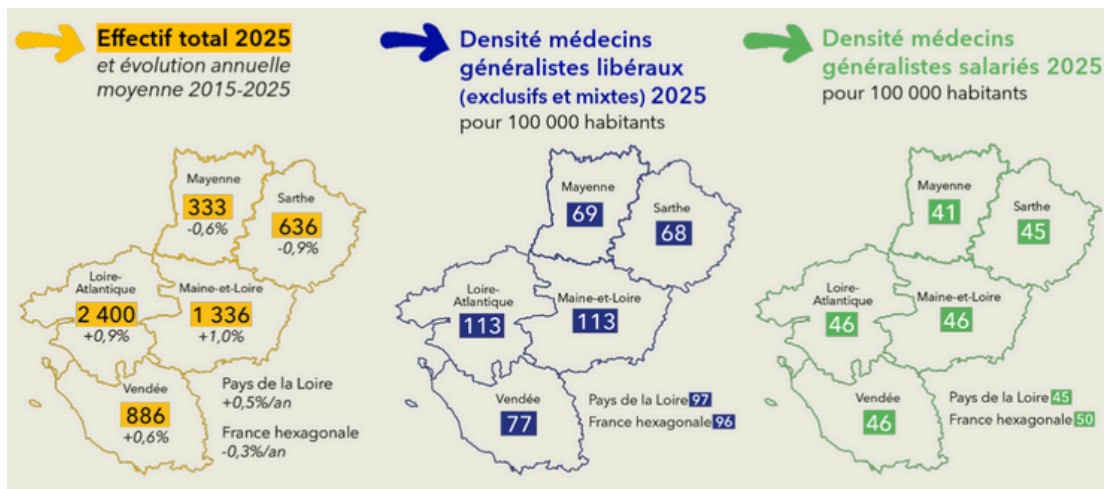 Effectif total 2025
et évolution annuelle
moyenne 2015-2025
Mayenne
333
-0,6%
Sarthe
636
-0,9%
Loire-
Atlantique
2 400
+0,9%
Maine-et-Loire
1 336
+1,0%
Vendée
886
+0,6%
Pays de la Loire
+0,5%/an
France hexagonale
-0,3%/an
Densité médecins
généralistes libéraux
(exclusifs et mixtes) 2025
pour 100 000 habitants
Mayenne
69
Sarthe
68
Loire-
Atlantique
113
Maine-et-Loire
113
Vendée
77
Pays de la Loire 97
France hexagonale 96
Densité médecins
généralistes salariés 2025
pour 100 000 habitants
Mayenne
41
Sarthe
45
Loire-
Atlantique
46
Maine-et-Loire
46
Vendée
46
Pays de la Loire 45
France hexagonale 50